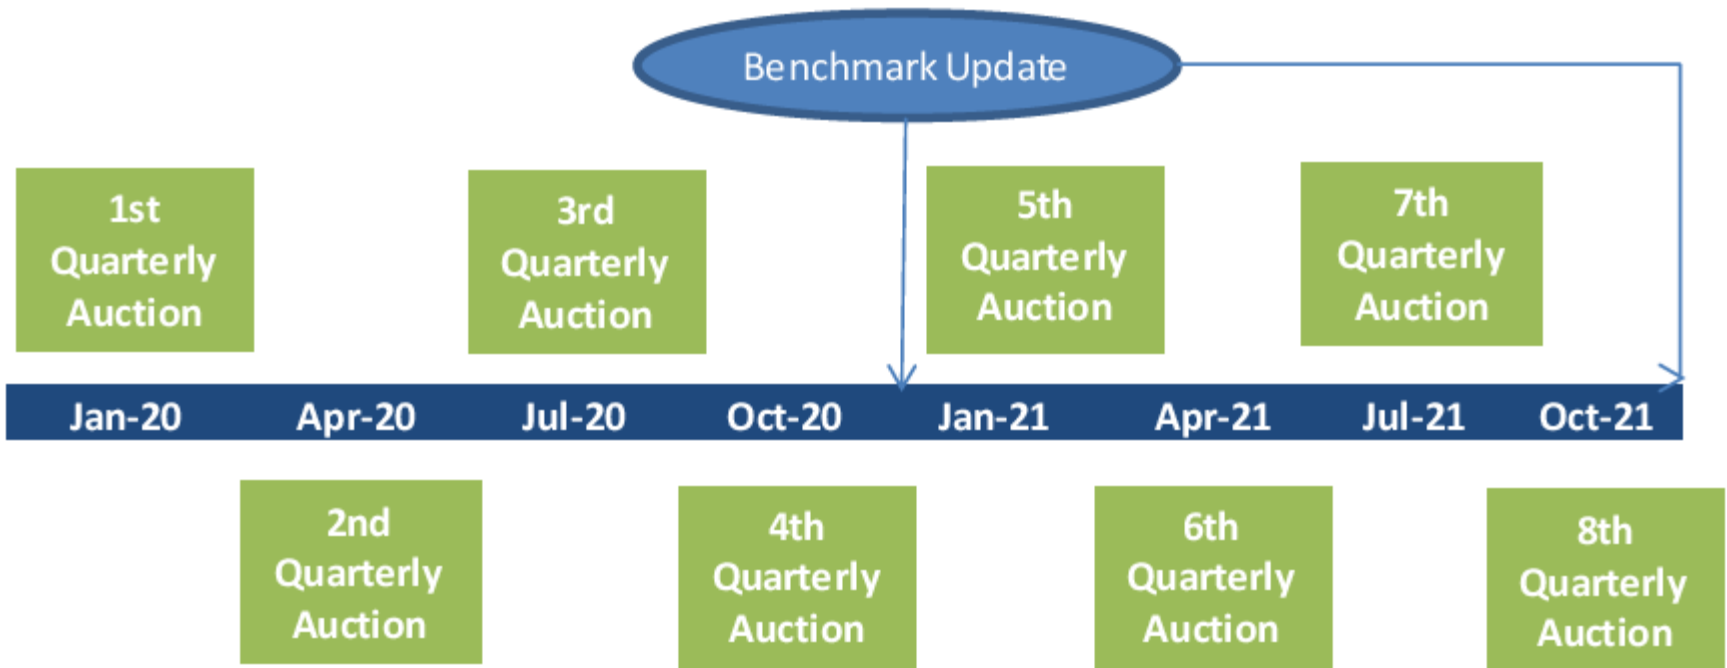 Benchmark Update
1st
Quarterly
Auction
3rd
Quarterly
Auction
5th
Quarterly
Auction
7th
Quarterly
Auction
Jan-20 Apr-20 Jul-20 Oct-20 Jan-21 Apr-21 Jul-21 Oct-21
2nd
Quarterly
Auction
4th
Quarterly
Auction
6th
Quarterly
Auction
8th
Quarterly
Auction